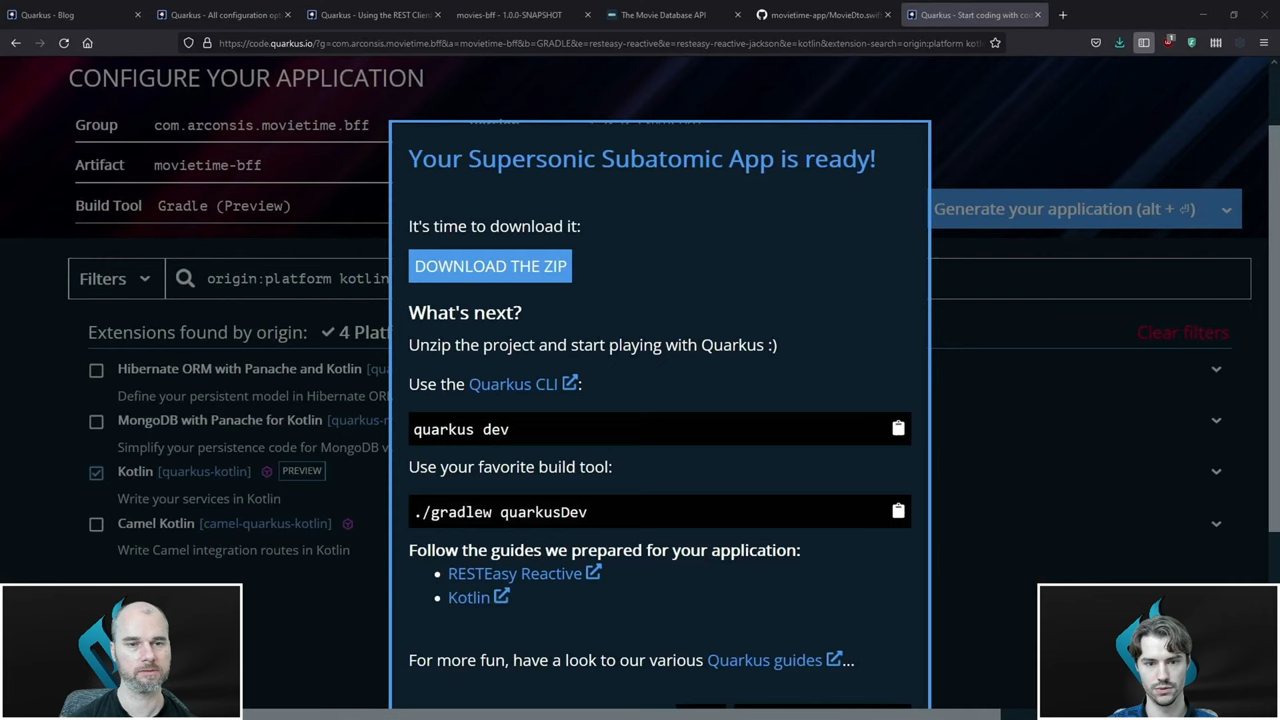 Quarkus - Blog
Quarkus - All configuration opt
Quarkus - Using the REST Clien
movies-bff - 1.0.0-SNAPSHOT
The Movie Database API
movietime-app/MovieDto.swif
Quarkus - Start coding with co
https://code.quarkus.io/?g=com.arconsis.movietime.bff&a=movietime-bff&b=GRADLE&e=resteasy-reactive&e=resteasy-reactive-jackson&e=kotlin&extension-search=origin:platform kotl
CONFIGURE YOUR APPLICATION
Group com.arconsis.movietime.bff
Artifact movietime-bff
Build Tool Gradle (Preview)
Generate your application (alt + ⏎)
Filters origin:platform kotlin
Extensions found by origin: 4 Platf
Clear filters
Hibernate ORM with Panache and Kotlin [qua
Define your persistent model in Hibernate OR
MongoDB with Panache for Kotlin [quarkus-m
Simplify your persistence code for MongoDB v
Kotlin [quarkus-kotlin] PREVIEW
Write your services in Kotlin
Camel Kotlin [camel-quarkus-kotlin]
Write Camel integration routes in Kotlin
Your Supersonic Subatomic App is ready!
It's time to download it:
DOWNLOAD THE ZIP
What's next?
Unzip the project and start playing with Quarkus :)
Use the Quarkus CLI:
quarkus dev
Use your favorite build tool:
./gradlew quarkusDev
Follow the guides we prepared for your application:
• RESTEasy Reactive
• Kotlin
For more fun, have a look to our various Quarkus guides...